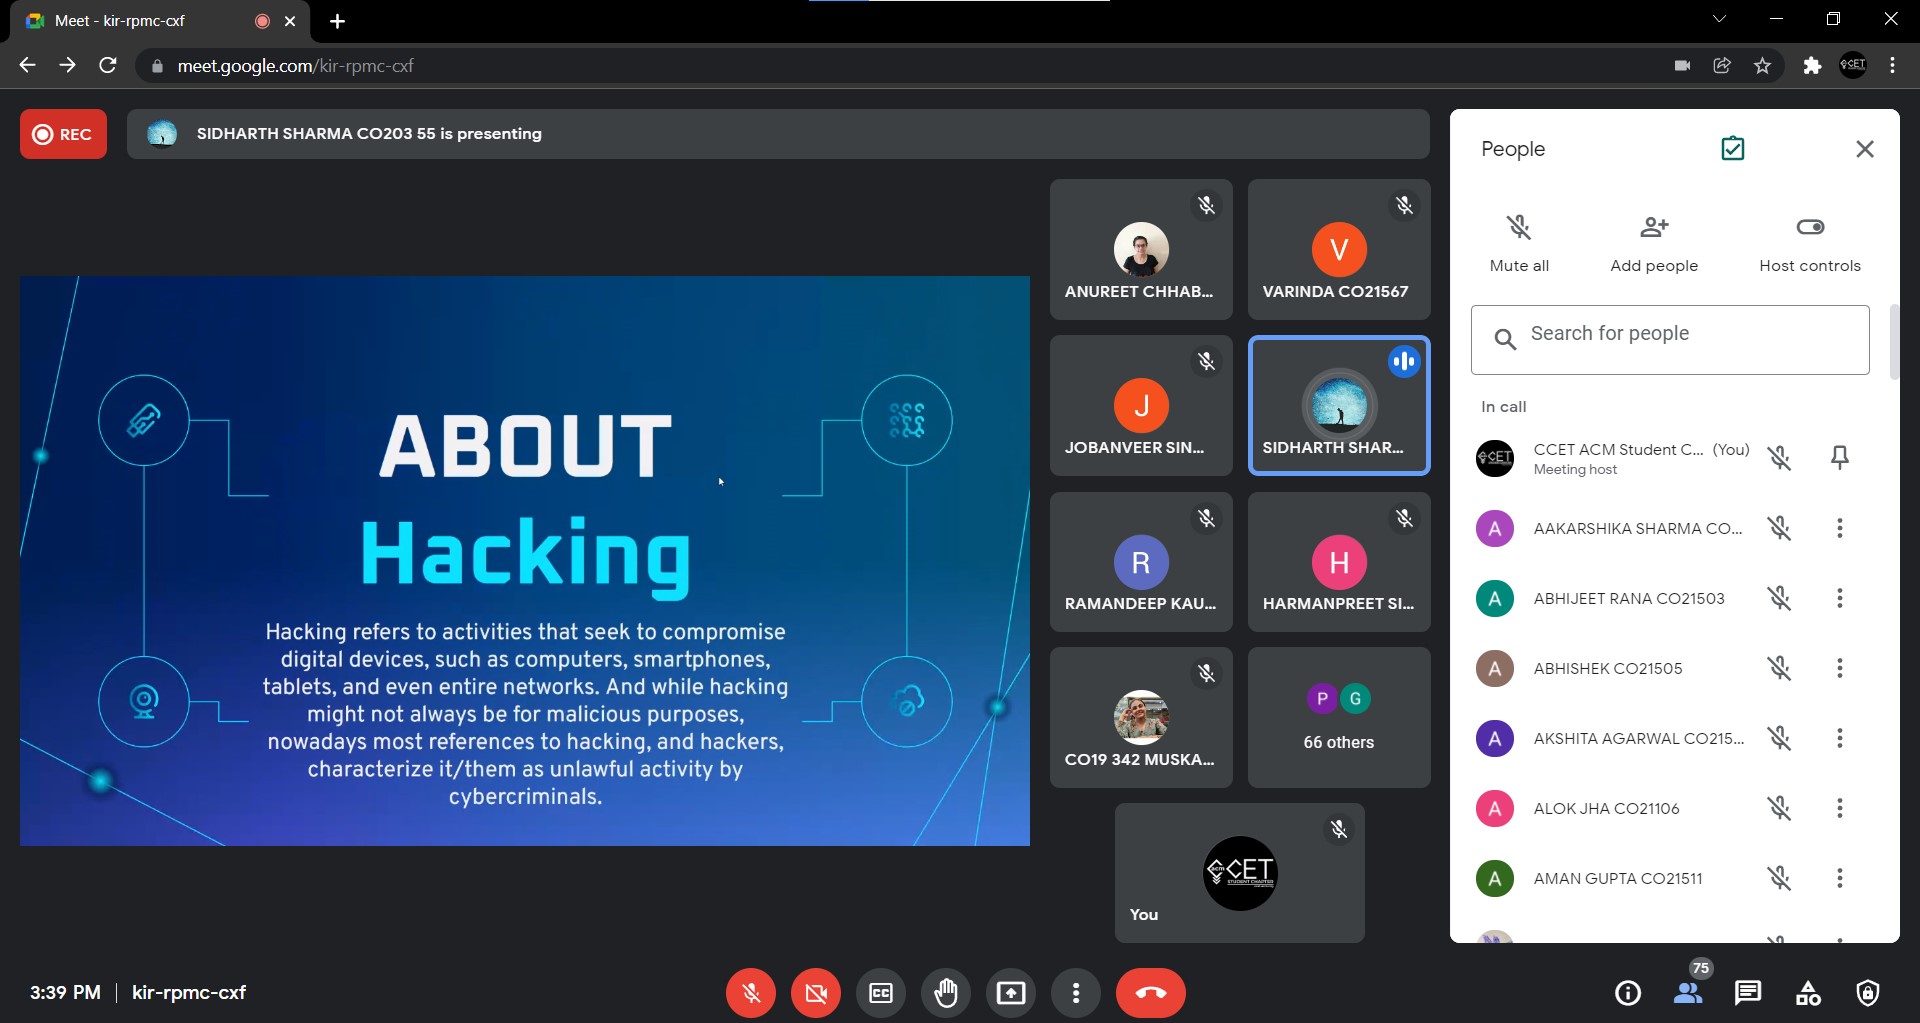 Meet - kir-rpmc-cxf
meet.google.com/kir-rpmc-cxf
CET
REC
SIDHARTH SHARMA CO203 55 is presenting
ABOUT
Hacking
Hacking refers to activities that seek to compromise
digital devices, such as computers, smartphones,
tablets, and even entire networks. And while hacking
might not always be for malicious purposes,
nowadays most references to hacking, and hackers,
characterize it/them as unlawful activity by
cybercriminals.
ANUREET CHHAB...
V
VARINDA CO21567
J
JOBANVEER SIN...
SIDHARTH SHAR...
R
RAMANDEEP KAU...
H
HARMANPREET SI...
CO19 342 MUSKA...
P G
66 others
acm CET
STUDENT CHAPTER
You
People
Mute all
Add people
Host controls
Search for people
In call
CET
CCET ACM Student C... (You)
Meeting host
A AAKARSHIKA SHARMA CO...
A ABHIJEET RANA CO21503
A ABHISHEK CO21505
A AKSHITA AGARWAL CO215...
A ALOK JHA CO21106
A AMAN GUPTA CO21511
3:39 PM | kir-rpmc-cxf
CC
75